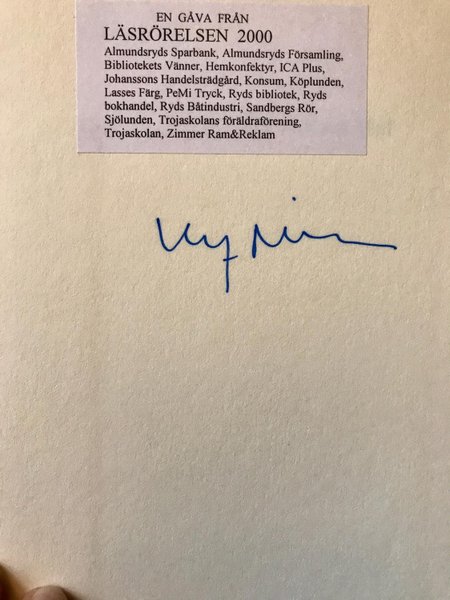 EN GÅVA FRÅN
LÄSRÖRELSEN 2000
Almundsryds Sparbank, Almundsryds Församling,
Bibliotekets Vänner, Hemkonfektyr, ICA Plus,
Johanssons Handelsträdgård, Konsum, Köplunden,
Lasses Färg, PeMi Tryck, Ryds bibliotek, Ryds
bokhandel, Ryds Båtindustri, Sandbergs Rör,
Sjölunden, Trojaskolans föräldraförening,
Trojaskolan, Zimmer Ram&Reklam